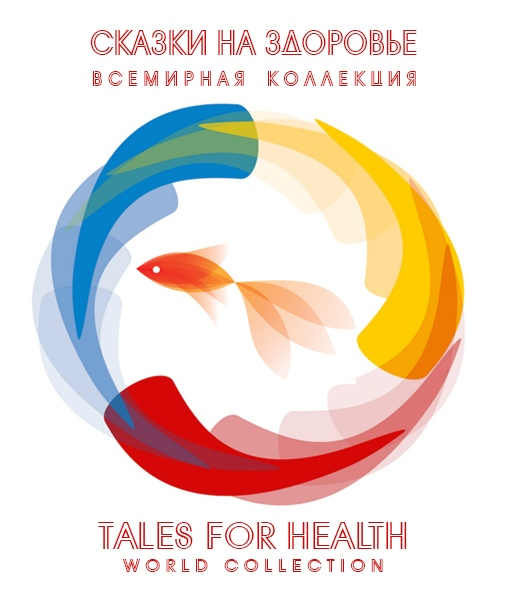 СКАЗКИ НА ЗДОРОВЬЕ
ВСЕМИРНАЯ КОЛЛЕКЦИЯ
TALES FOR HEALTH
WORLD COLLECTION